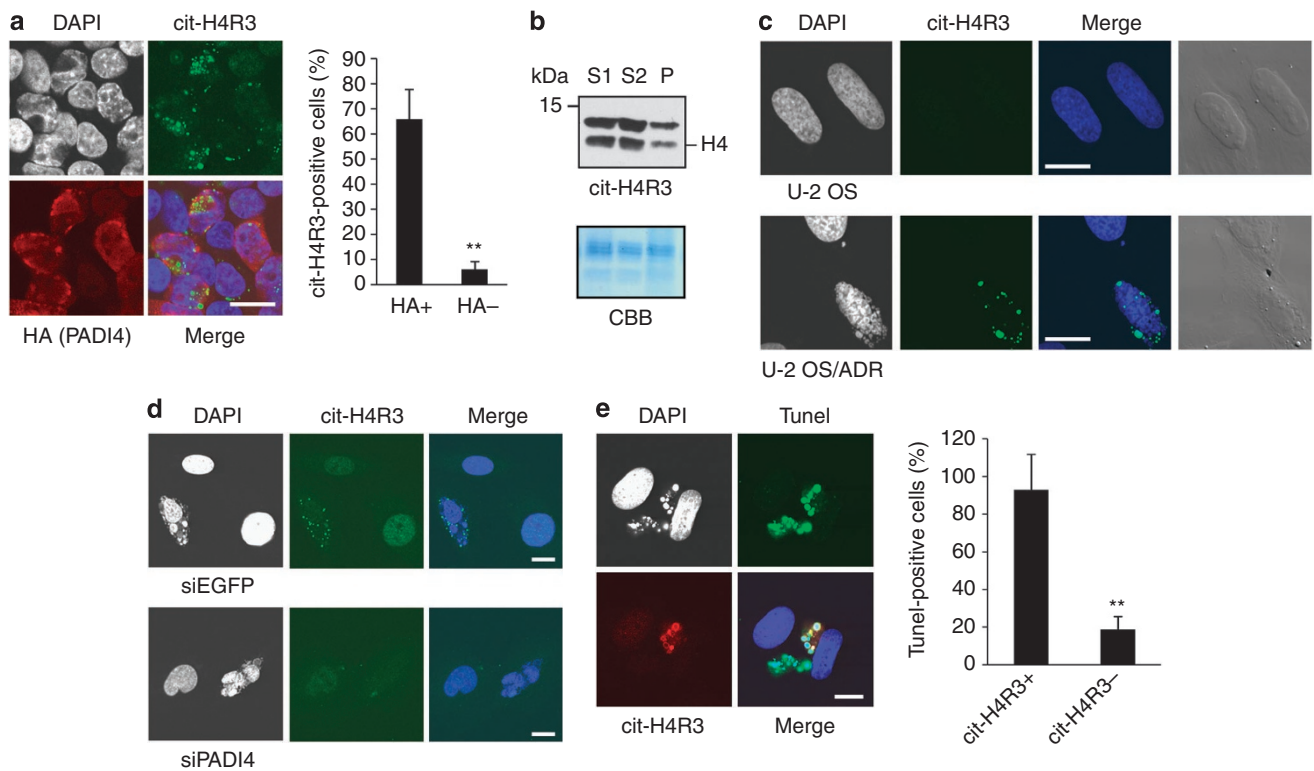 a
DAPI
cit-H4R3
HA (PADI4)
Merge
cit-H4R3-positive cells (%)
90
80
70
60
50
40
30
20
10
0
**
HA+
HA–
b
kDa
S1
S2
P
15
H4
cit-H4R3
CBB
c
DAPI
cit-H4R3
Merge
U-2 OS
U-2 OS/ADR
d
DAPI
cit-H4R3
Merge
siEGFP
siPADI4
e
DAPI
Tunel
cit-H4R3
Merge
Tunel-positive cells (%)
120
100
80
60
40
20
0
**
cit-H4R3+
cit-H4R3–